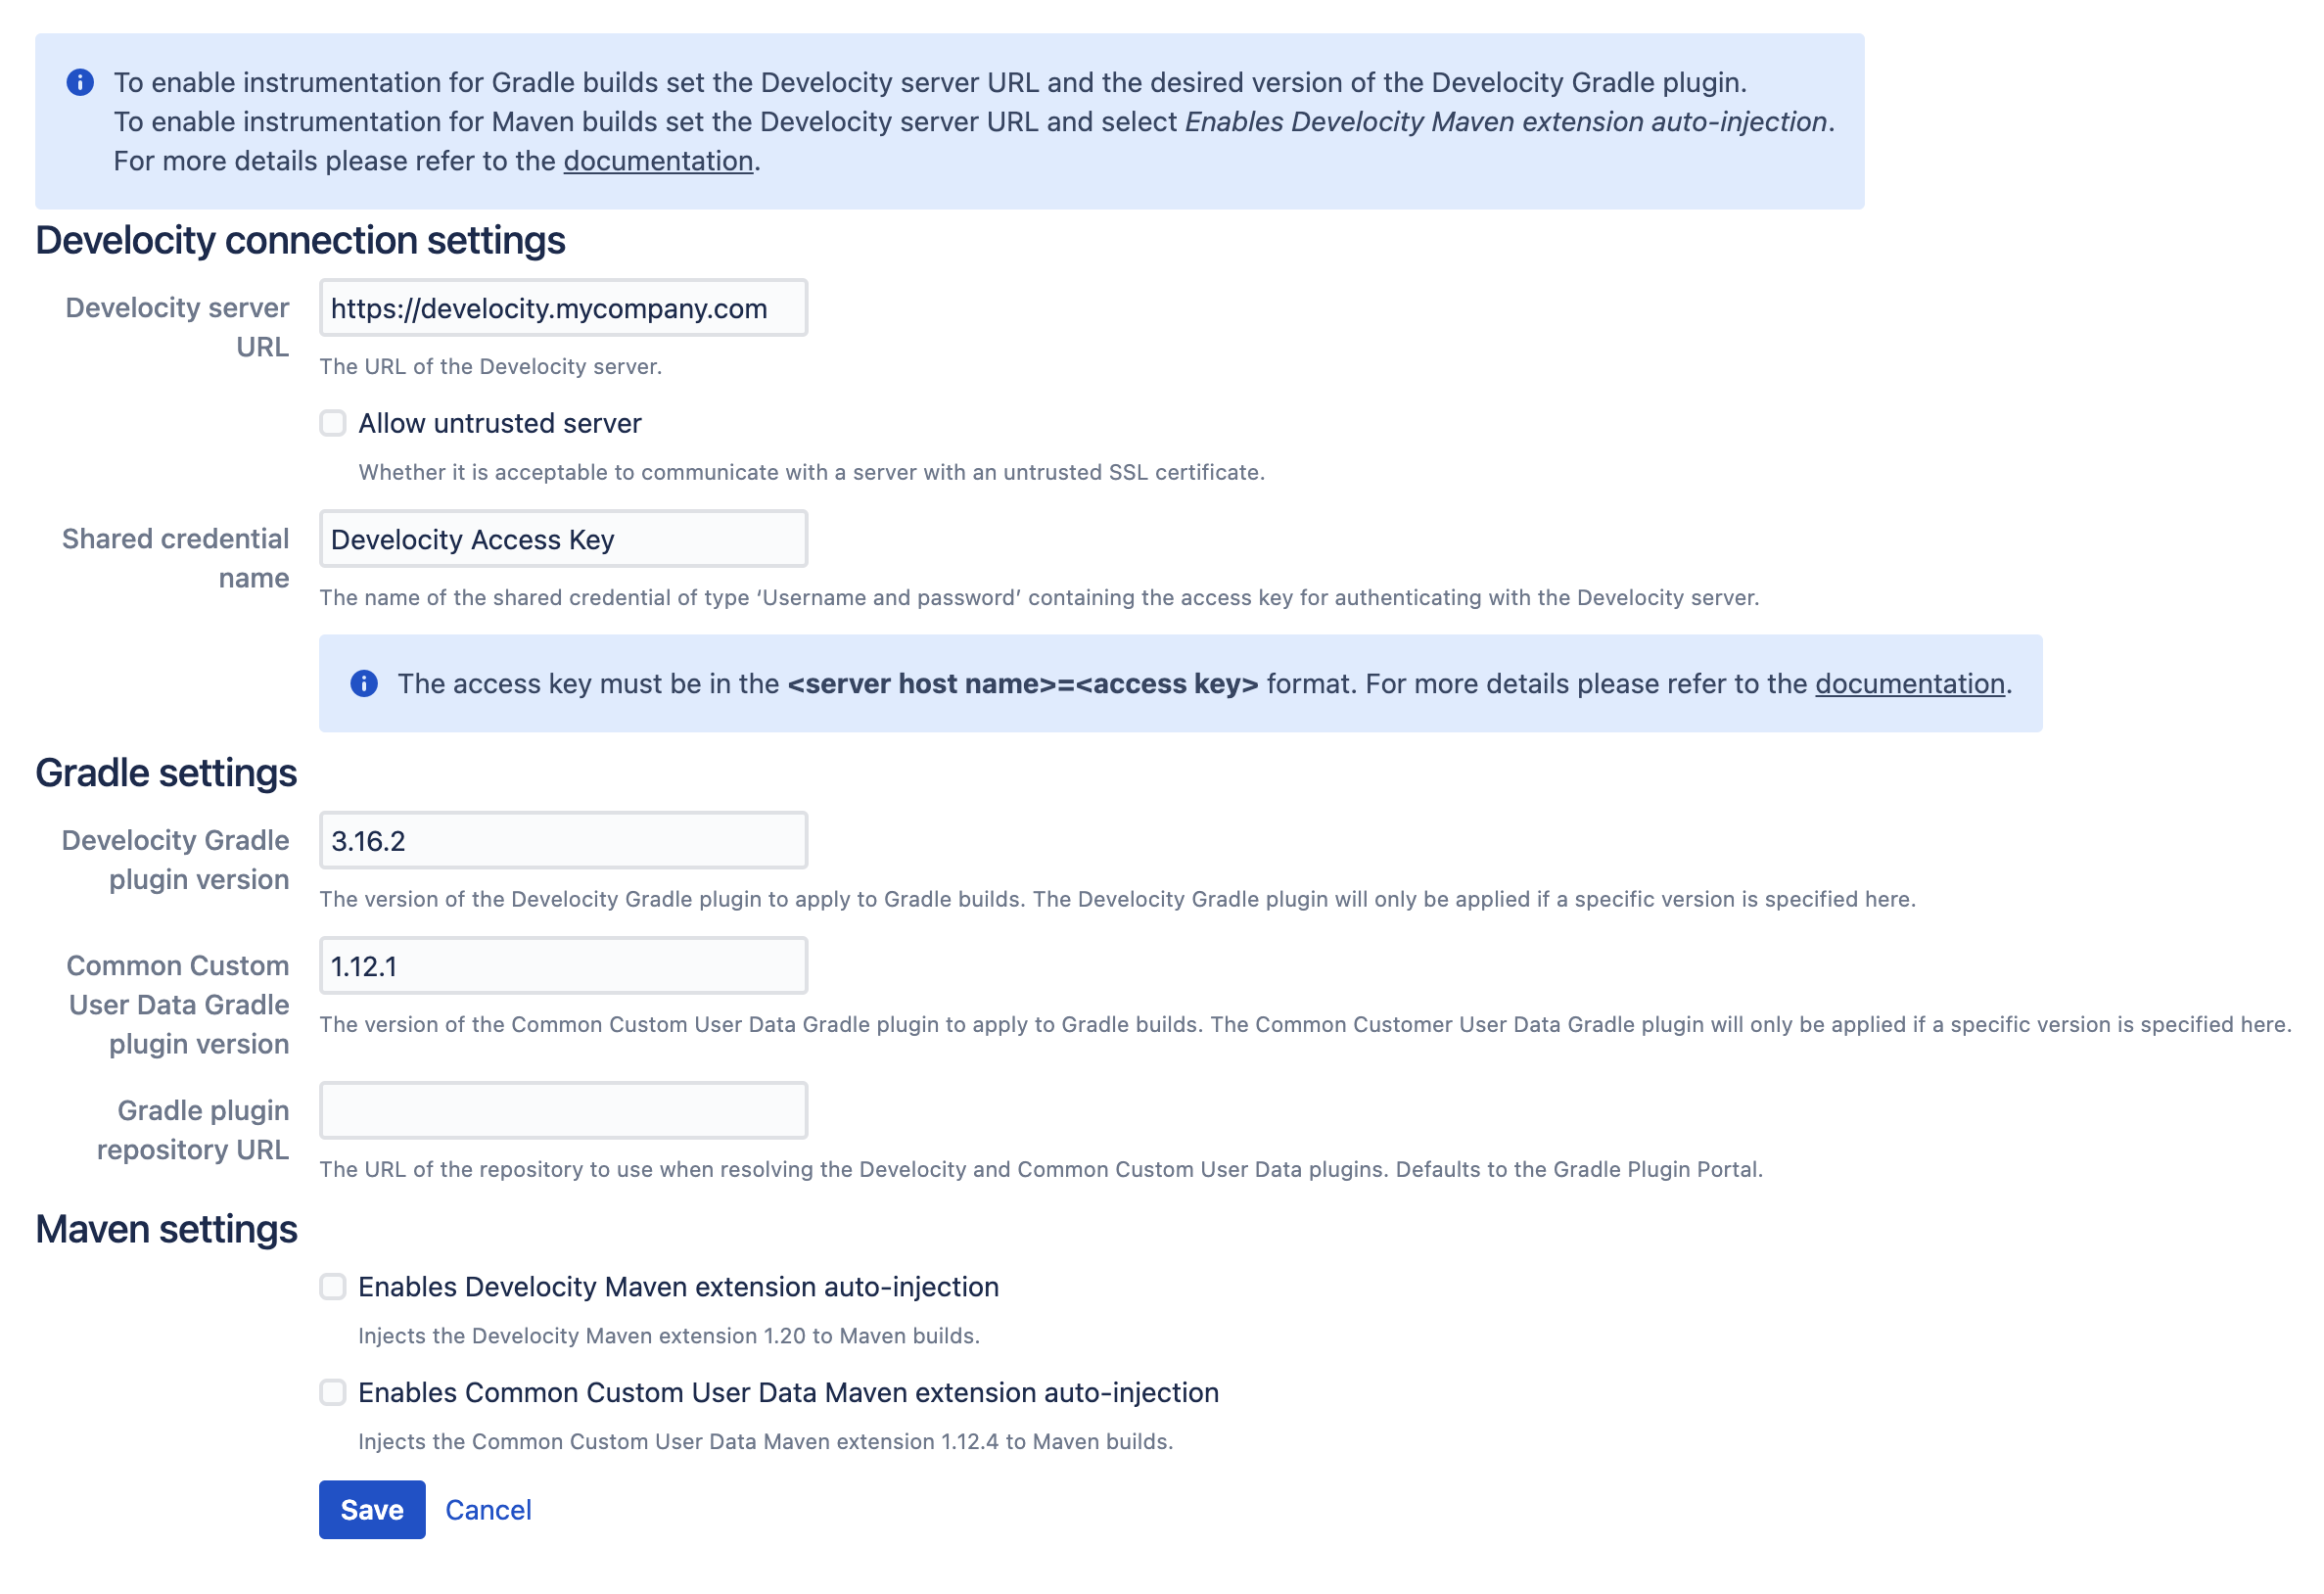 To enable instrumentation for Gradle builds set the Develocity server URL and the desired version of the Develocity Gradle plugin.
To enable instrumentation for Maven builds set the Develocity server URL and select Enables Develocity Maven extension auto-injection.
For more details please refer to the documentation.
Develocity connection settings
Develocity server
URL
https://develocity.mycompany.com
The URL of the Develocity server.
Allow untrusted server
Whether it is acceptable to communicate with a server with an untrusted SSL certificate.
Shared credential
name
Develocity Access Key
The name of the shared credential of type ‘Username and password’ containing the access key for authenticating with the Develocity server.
The access key must be in the <server host name>=<access key> format. For more details please refer to the documentation.
Gradle settings
Develocity Gradle
plugin version
3.16.2
The version of the Develocity Gradle plugin to apply to Gradle builds. The Develocity Gradle plugin will only be applied if a specific version is specified here.
Common Custom
User Data Gradle
plugin version
1.12.1
The version of the Common Custom User Data Gradle plugin to apply to Gradle builds. The Common Customer User Data Gradle plugin will only be applied if a specific version is specified here.
Gradle plugin
repository URL
The URL of the repository to use when resolving the Develocity and Common Custom User Data plugins. Defaults to the Gradle Plugin Portal.
Maven settings
Enables Develocity Maven extension auto-injection
Injects the Develocity Maven extension 1.20 to Maven builds.
Enables Common Custom User Data Maven extension auto-injection
Injects the Common Custom User Data Maven extension 1.12.4 to Maven builds.
Save Cancel